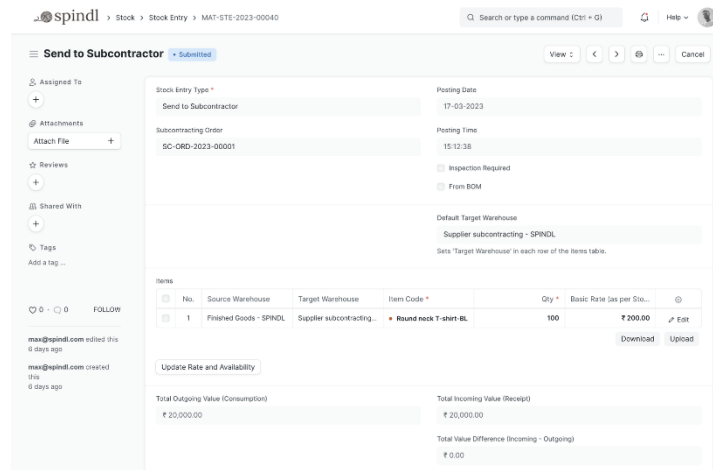 spindl > Stock > Stock Entry > MAT-STE-2023-00040
Search or type a command (Ctrl + G)
Help
Send to Subcontractor • Submitted
View
Cancel
Assigned To
Attachments
Attach File +
Reviews
Shared With
Tags
Add a tag ...
0 · 0 FOLLOW
max@spindl.com edited this
6 days ago
max@spindl.com created
this
6 days ago
Stock Entry Type *
Send to Subcontractor
Posting Date
17-03-2023
Subcontracting Order
SC-ORD-2023-00001
Posting Time
15:12:38
Inspection Required
From BOM
Default Target Warehouse
Supplier subcontracting - SPINDL
Sets 'Target Warehouse' in each row of the items table.
Items
No. Source Warehouse Target Warehouse Item Code * Qty * Basic Rate (as per Sto...
1 Finished Goods - SPINDL Supplier subcontracting... Round neck T-shirt-BL 100 ₹ 200.00 Edit
Download Upload
Update Rate and Availability
Total Outgoing Value (Consumption)
₹ 20,000.00
Total Incoming Value (Receipt)
₹ 20,000.00
Total Value Difference (Incoming - Outgoing)
₹ 0.00